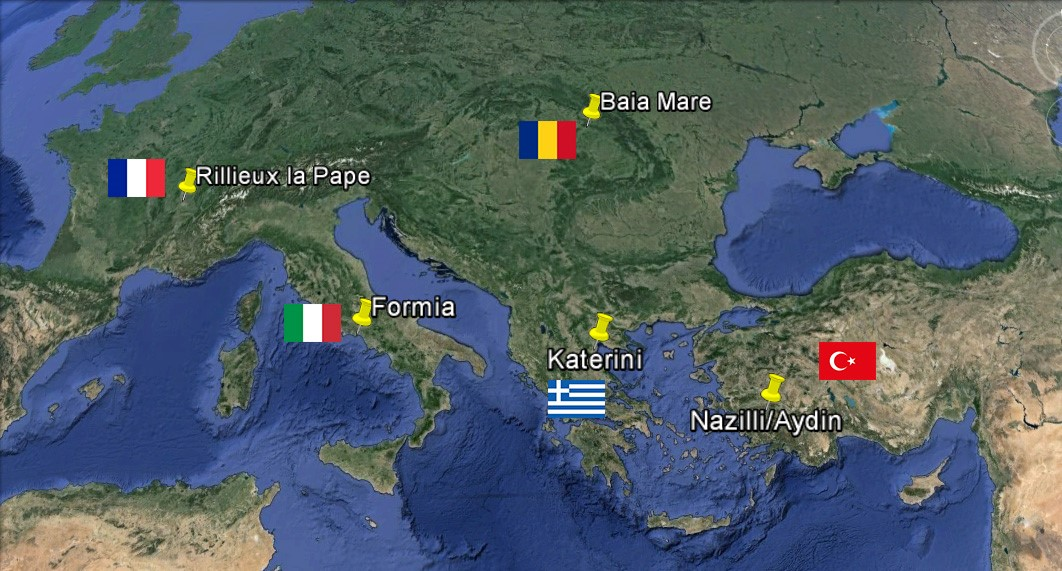 Baia Mare
Rillieux la Pape
Formia
Katerini
Nazilli/Aydin